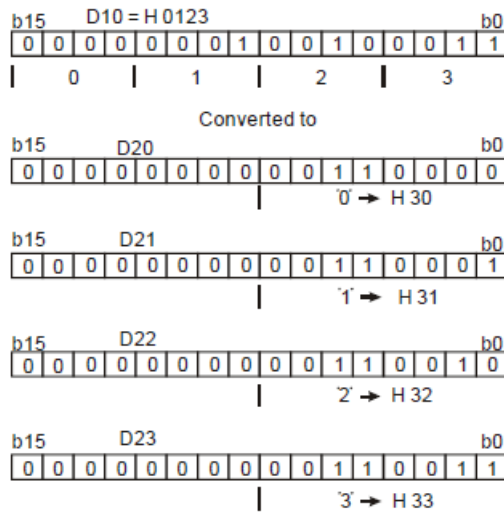 b15 D10 = H 0123 b0
0 0 0 0 0 0 0 1 0 0 1 0 0 0 1 1
0 1 2 3
Converted to
b15 D20 b0
0 0 0 0 0 0 0 0 0 0 1 1 0 0 0 0
'0' → H 30
b15 D21 b0
0 0 0 0 0 0 0 0 0 0 1 1 0 0 0 1
'1' → H 31
b15 D22 b0
0 0 0 0 0 0 0 0 0 0 1 1 0 0 1 0
'2' → H 32
b15 D23 b0
0 0 0 0 0 0 0 0 0 0 1 1 0 0 1 1
'3' → H 33